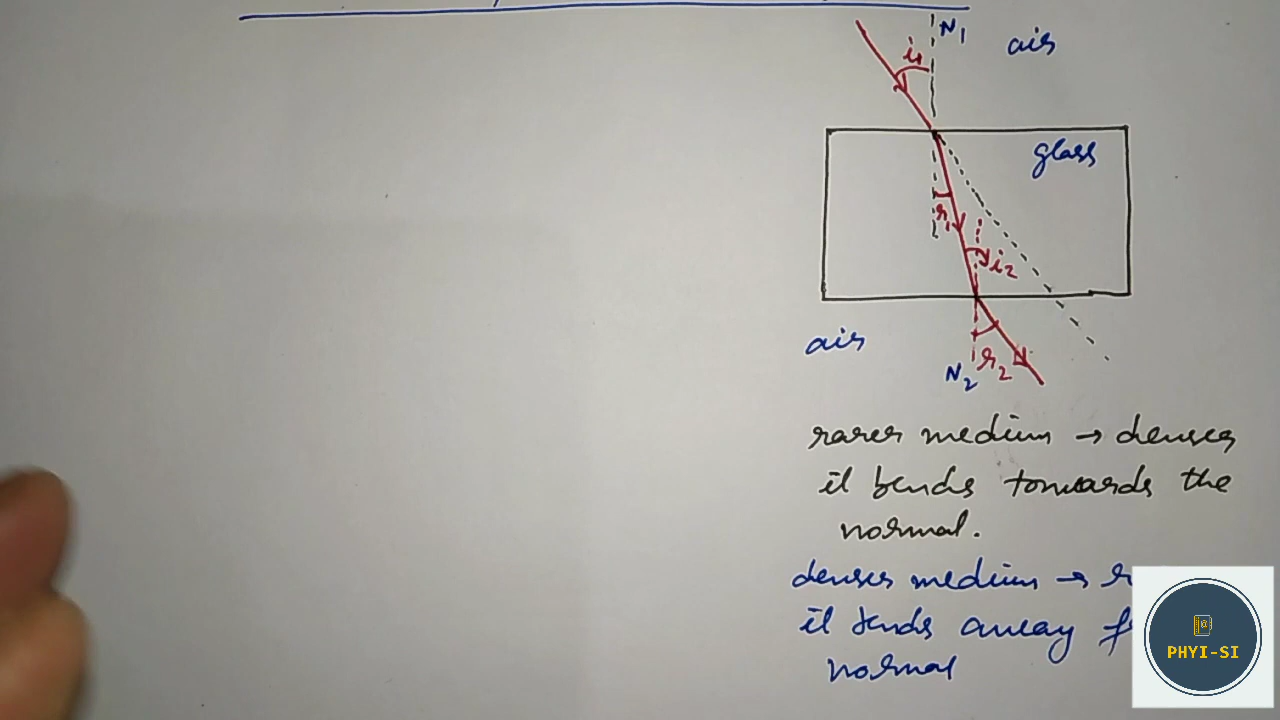 N₁
air
i₁
glass
r₁
i₂
air
r₂
N₂
rarer medium → denser
it bends towards the
normal.
denser medium → r
it bends away f
normal
PHYI-SI